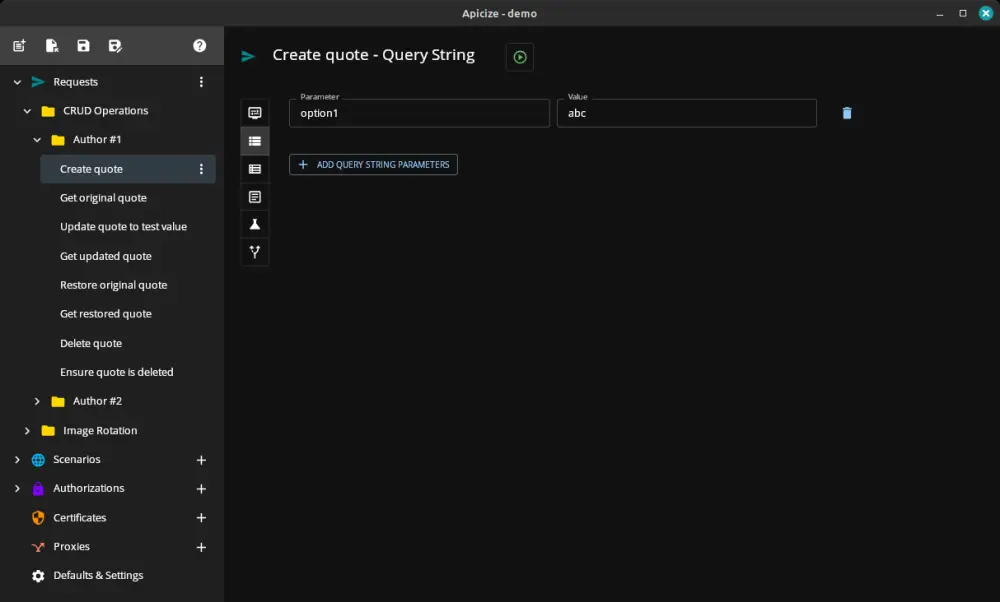 Apicize - demo
Requests
CRUD Operations
Author #1
Create quote
Get original quote
Update quote to test value
Get updated quote
Restore original quote
Get restored quote
Delete quote
Ensure quote is deleted
Author #2
Image Rotation
Scenarios
Authorizations
Certificates
Proxies
Defaults & Settings
Create quote - Query String
Parameter
option1
Value
abc
ADD QUERY STRING PARAMETERS